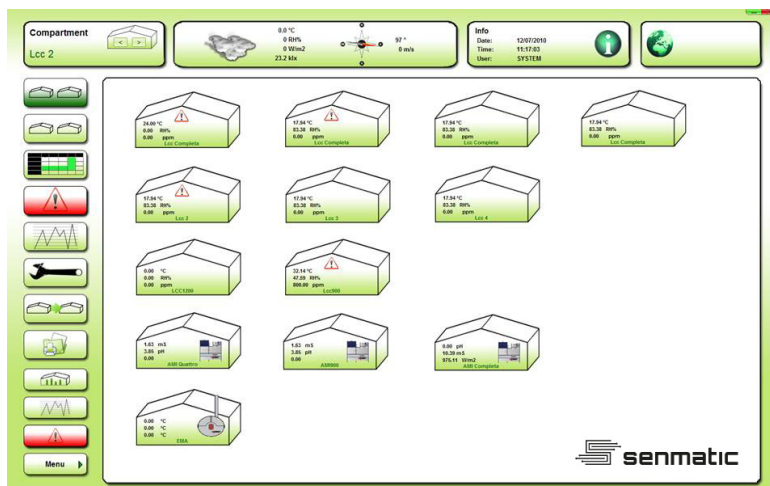 Compartment
Lcc 2
< >
0.0 °C
0 RH%
0 W/m2
23.2 klx
97 °
0 m/s
Info
Date: 12/07/2010
Time: 11:17:03
User: SYSTEM
24.00 °C
0.00 RH%
0.00 ppm
Lcc Completa
17.94 °C
83.38 RH%
0.00 ppm
Lcc Completa
17.94 °C
83.38 RH%
0.00 ppm
Lcc Completa
17.94 °C
83.38 RH%
0.00 ppm
Lcc Completa
17.94 °C
83.38 RH%
0.00 ppm
Lcc 2
17.94 °C
83.38 RH%
0.00 ppm
Lcc 3
17.94 °C
83.38 RH%
0.00 ppm
Lcc 4
0.00 °C
0.00 RH%
0.00 ppm
LCC1200
32.14 °C
47.59 RH%
800.00 ppm
Lcc900
1.63 mS
3.85 pH
0.00
AMI Quattro
1.63 mS
3.85 pH
0.00
AMI900
0.00 pH
19.39 mS
975.11 W/m2
AMI Completa
0.00 °C
0.00 °C
0.00 °C
EMA
Menu
senmatic